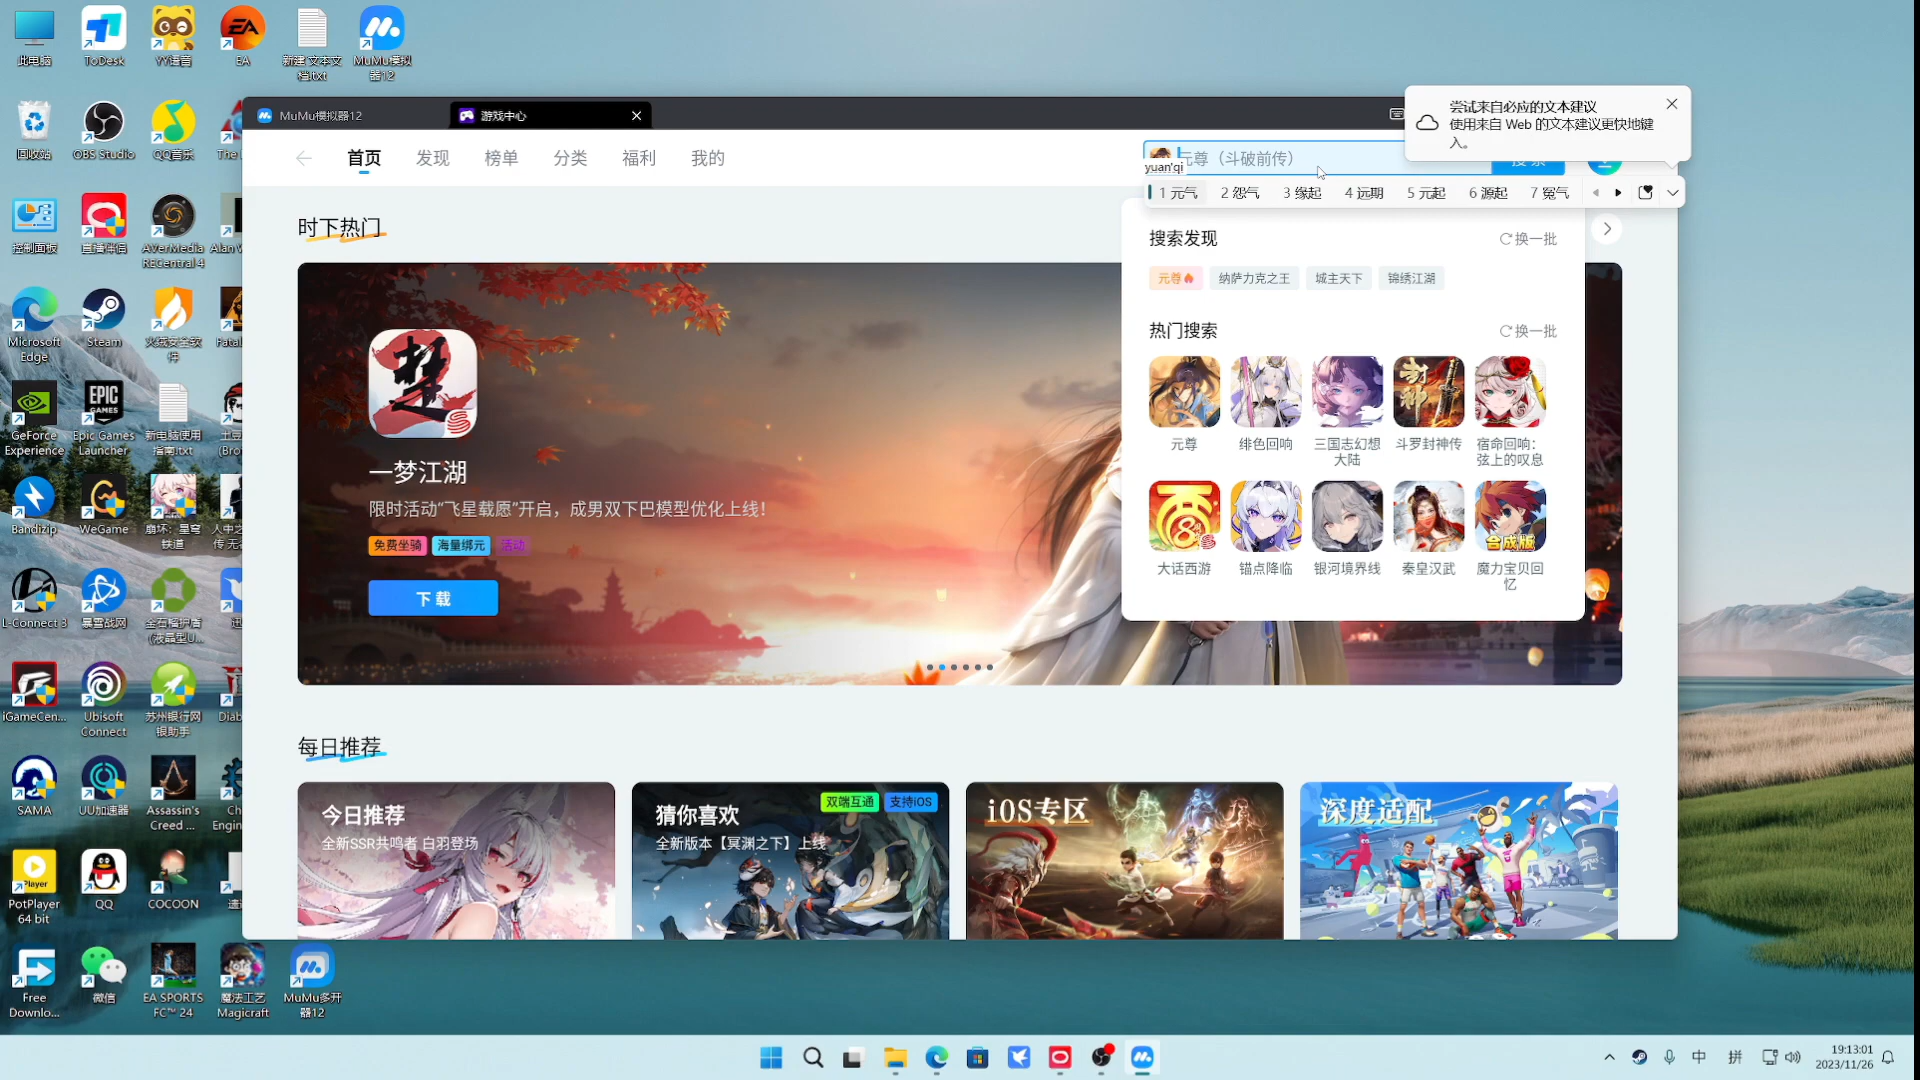 此电脑
ToDesk
YY语音
EA
新建 文本文
档.txt
MuMu模拟
器12
回收站
OBS Studio
QQ音乐
控制面板
直播伴侣
AVerMedia
RECentral 4
Microsoft
Edge
Steam
火绒安全软
件
GeForce
Experience
Epic Games
Launcher
新电脑使用
指南.txt
Bandizip
WeGame
崩坏：星穹
铁道
L-Connect 3
暴雪战网
iGameCen...
Ubisoft
Connect
苏州银行网
银助手
SAMA
UU加速器
Assassin's
Creed ...
PotPlayer
64 bit
QQ
COCOON
Free
Downlo...
微信
EA SPORTS
FC™ 24
魔法工艺
Magicraft
MuMu多开
器12
MuMu模拟器12
游戏中心
尝试来自必应的文本建议
使用来自 Web 的文本建议更快地键
入。
首页
发现
榜单
分类
福利
我的
元尊（斗破前传）
搜索
yuan'qi
1 元气
2 怨气
3 缘起
4 远期
5 元起
6 源起
7 冤气
时下热门
搜索发现
换一批
元尊
纳萨力克之王
城主天下
锦绣江湖
热门搜索
换一批
元尊
绯色回响
三国志幻想
大陆
斗罗封神传
宿命回响：
弦上的叹息
大话西游
锚点降临
银河境界线
秦皇汉武
合成版
魔力宝贝回
忆
楚
一梦江湖
限时活动“飞星载愿”开启，成男双下巴模型优化上线！
免费坐骑
海量绑元
活动
下载
每日推荐
今日推荐
全新SSR共鸣者 白羽登场
猜你喜欢
双端互通
支持iOS
全新版本【冥渊之下】上线
iOS专区
深度适配
中
拼
19:13:01
2023/11/26